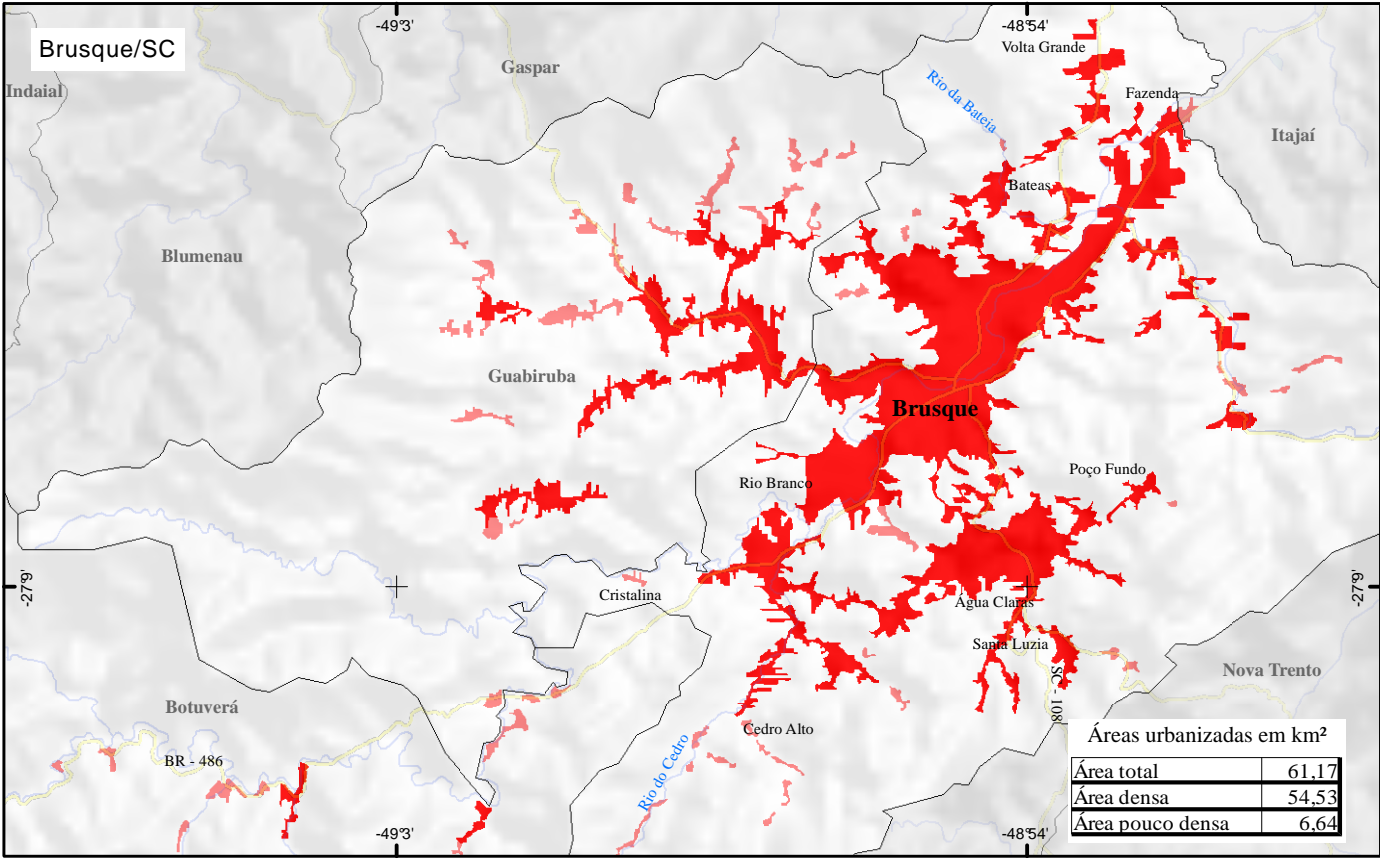 -49°3'
-48°54'
Brusque/SC
Volta Grande
Gaspar
Rio da Bateia
Indaial
Fazenda
Itajaí
Bateas
Blumenau
Guabiruba
Brusque
Poço Fundo
Rio Branco
-27°9'
-27°9'
Cristalina
Água Claras
Santa Luzia
Nova Trento
SC - 108
Botuverá
Cedro Alto
BR - 486
Rio do Cedro
Áreas urbanizadas em km²
Área total 61,17
Área densa 54,53
Área pouco densa 6,64
-49°3'
-48°54'